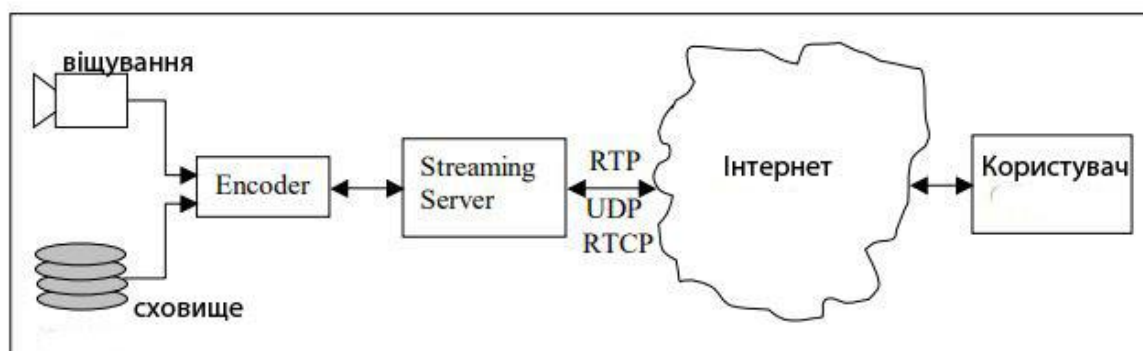 віщування
Encoder
Streaming
Server
RTP
UDP
RTCP
Інтернет
Користувач
сховище